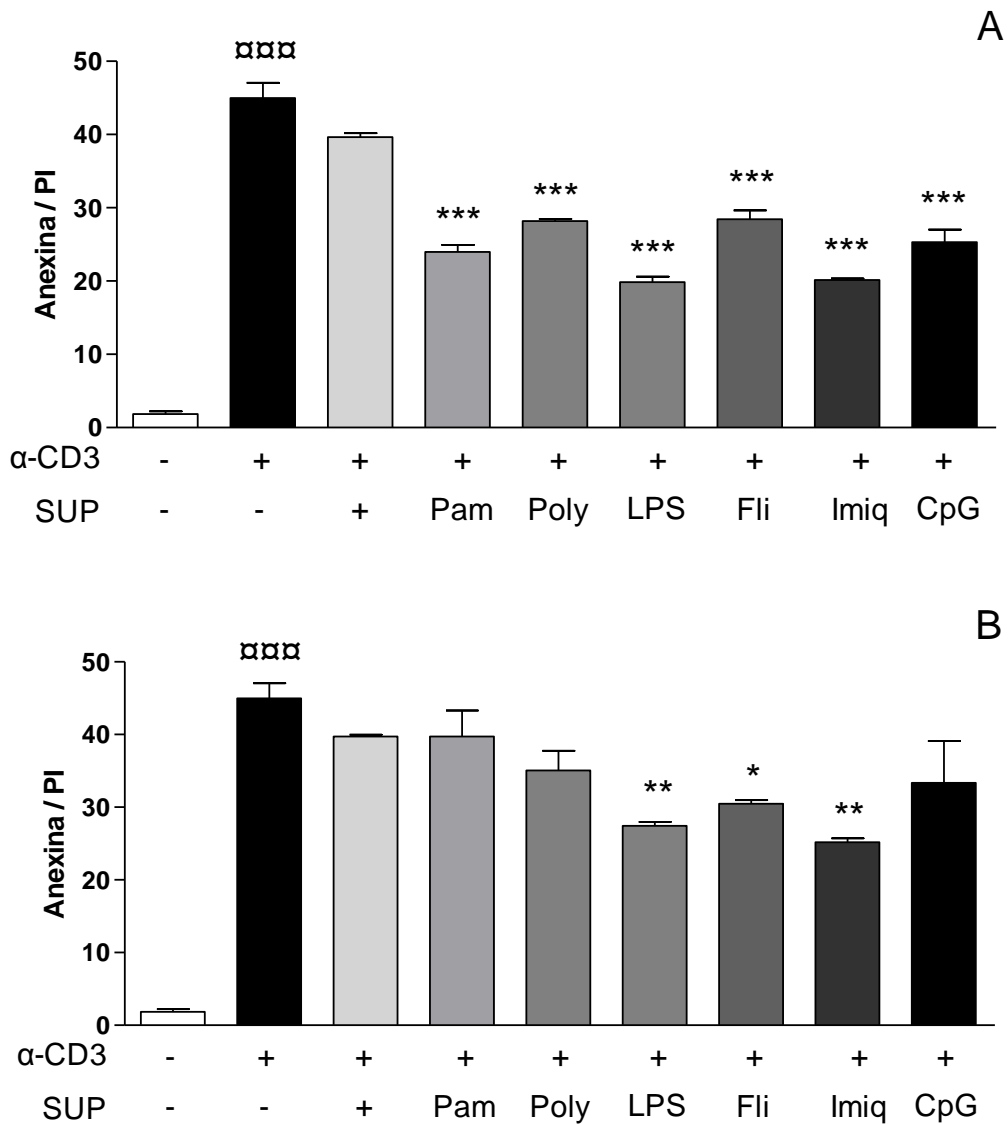 A
¤¤¤
50
40
30
20
10
0
Anexina / PI
*** *** *** *** *** ***
α-CD3 - + + + + + + + +
SUP - - + Pam Poly LPS Fli Imiq CpG
B
¤¤¤
50
40
30
20
10
0
Anexina / PI
** * **
α-CD3 - + + + + + + + +
SUP - - + Pam Poly LPS Fli Imiq CpG